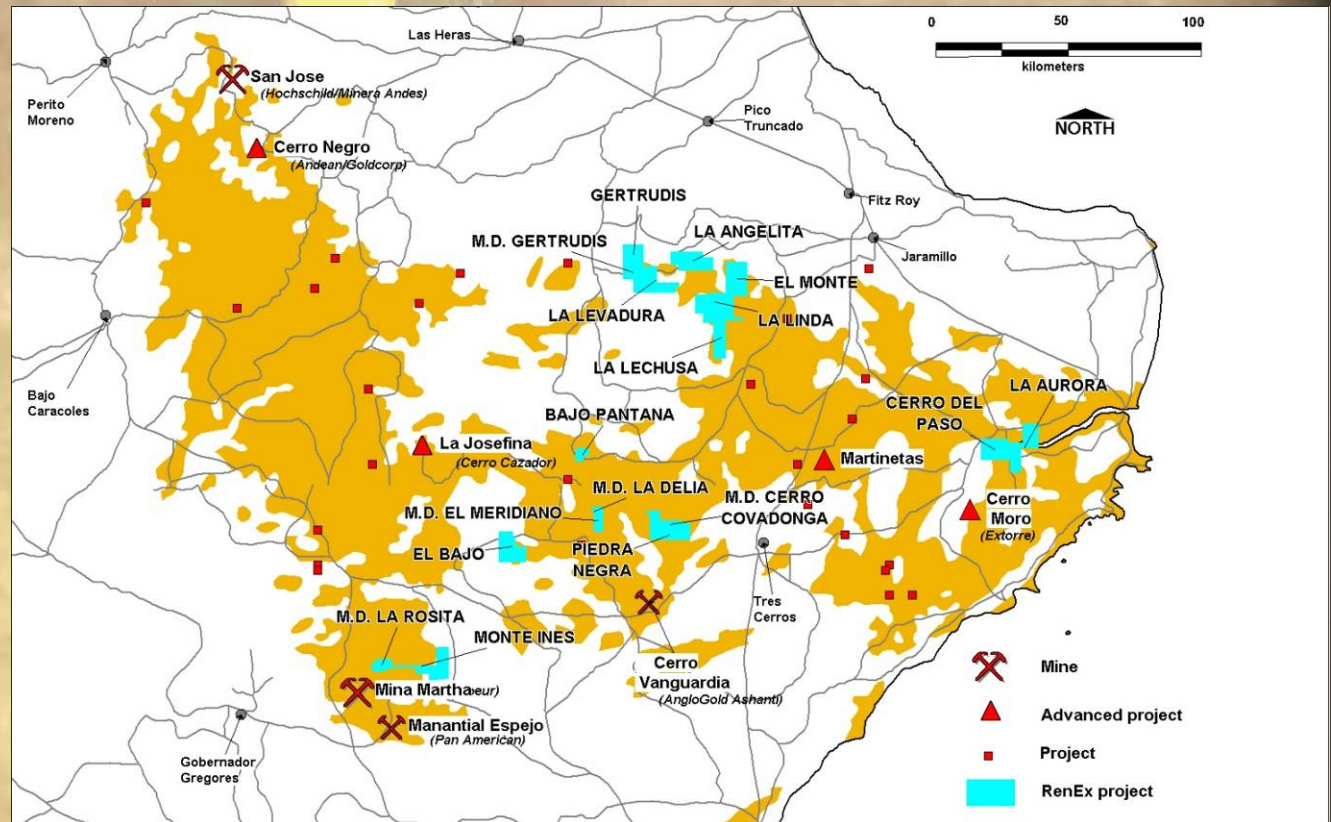 0 50 100
kilometers
NORTH
Las Heras
Perito
Moreno
San Jose
(Hochschild/Minera Andes)
Pico
Truncado
Cerro Negro
(Andean/Goldcorp)
GERTRUDIS
Fitz Roy
M.D. GERTRUDIS
LA ANGELITA
Jaramillo
EL MONTE
LA LEVADURA
LA LINDA
LA LECHUSA
Bajo
Caracoles
LA AURORA
CERRO DEL
PASO
BAJO PANTANA
La Josefina
(Cerro Cazador)
Martinetas
M.D. LA DELIA
M.D. CERRO
COVADONGA
M.D. EL MERIDIANO
Cerro
Moro
(Extorre)
EL BAJO
PIEDRA
NEGRA
Tres
Cerros
M.D. LA ROSITA
MONTE INES
Cerro
Vanguardia
(AngloGold Ashanti)
Mina Martha
Manantial Espejo
(Pan American)
Gobernador
Gregores
Mine
Advanced project
Project
RenEx project